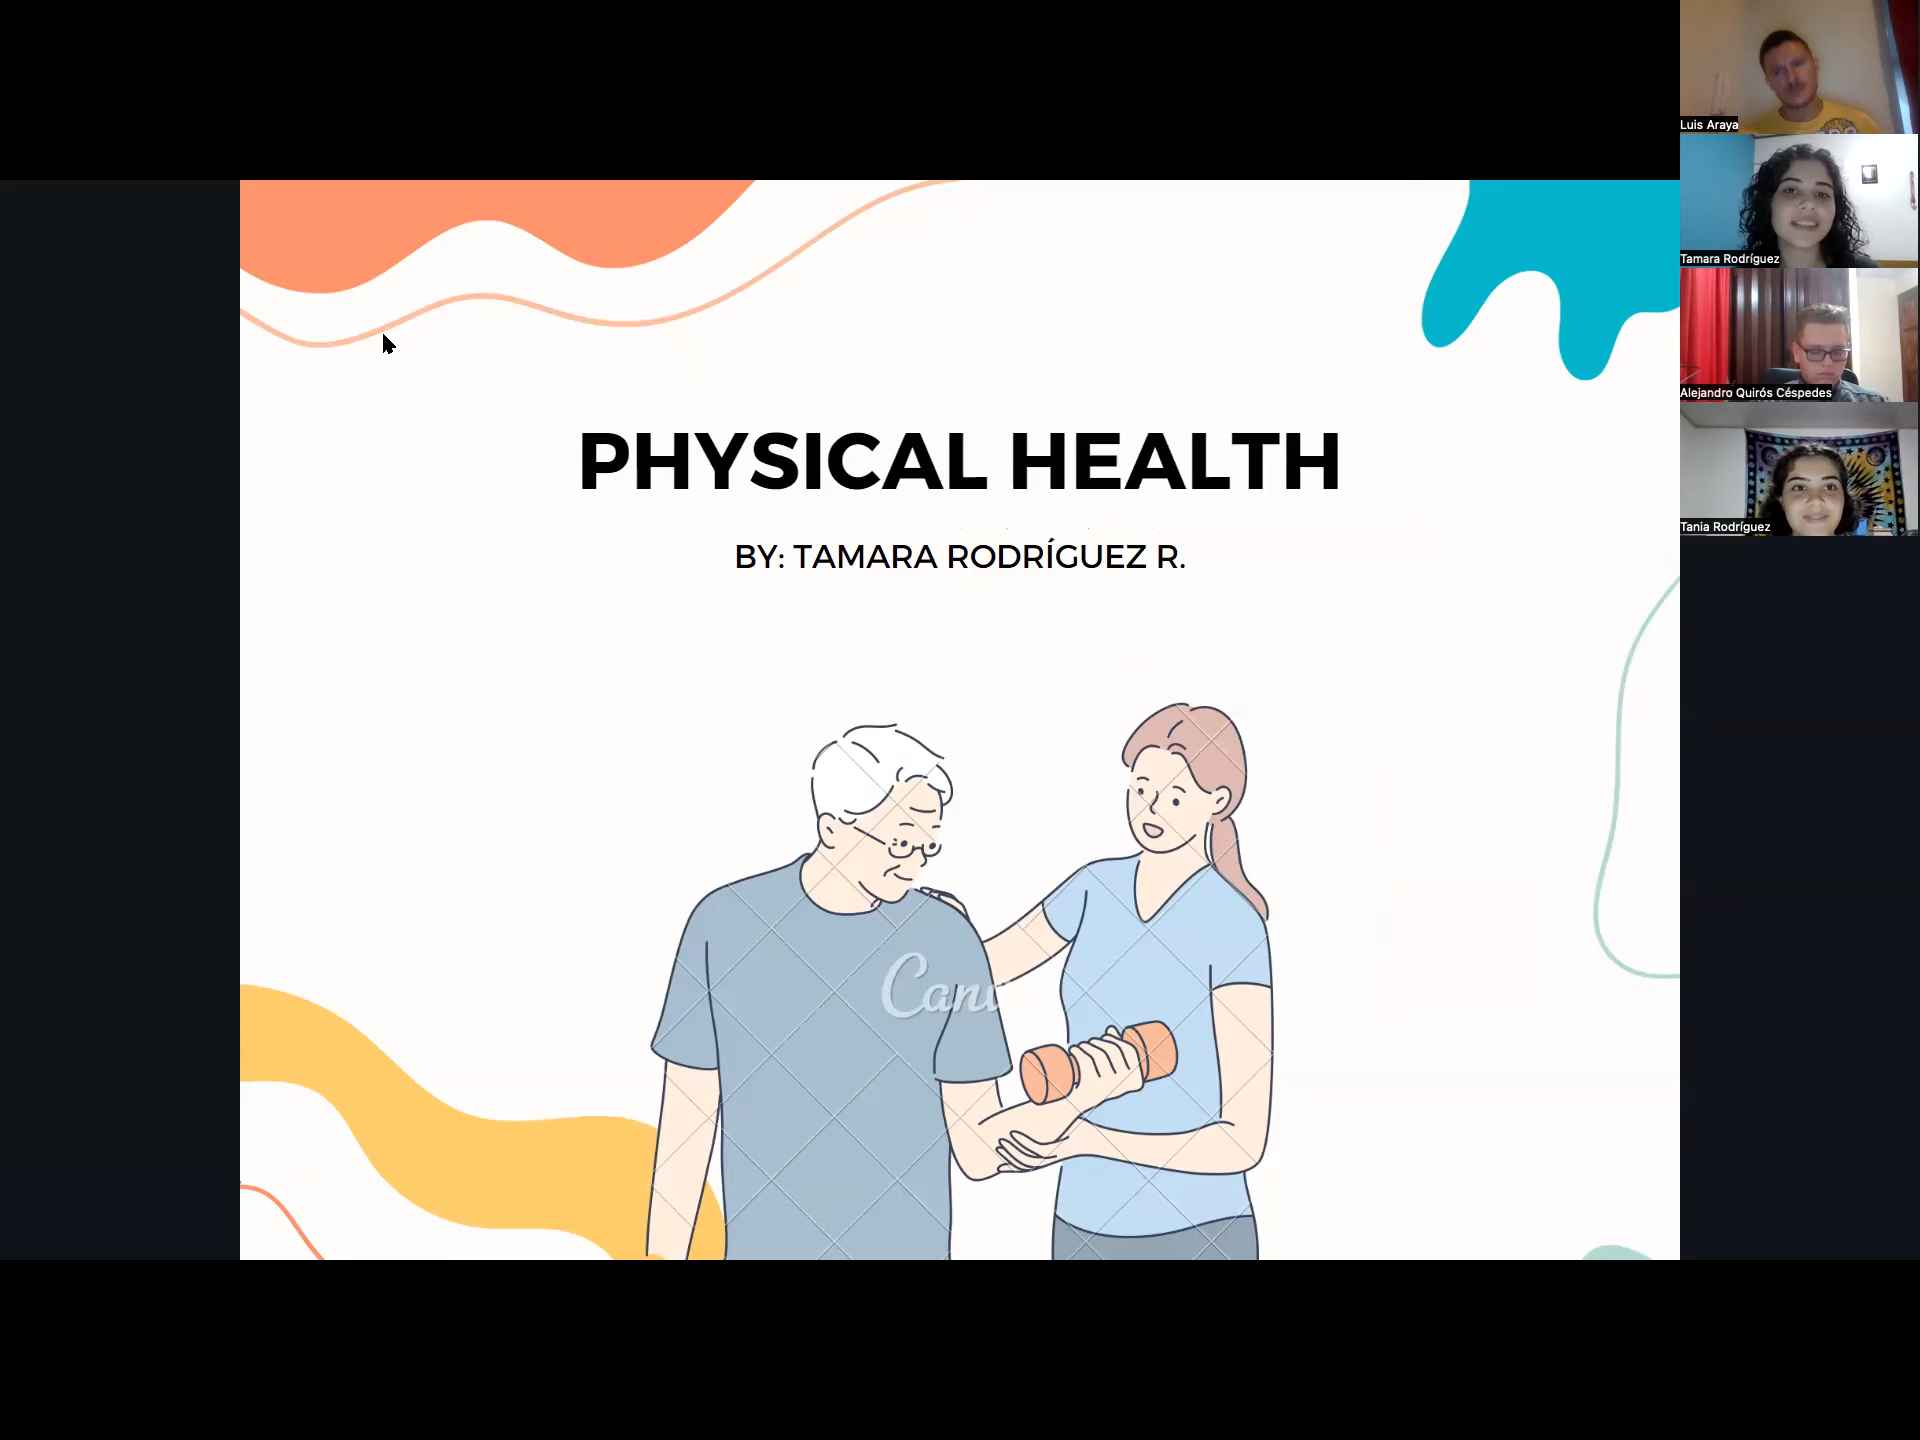 PHYSICAL HEALTH
BY: TAMARA RODRÍGUEZ R.
Luis Araya
Tamara Rodríguez
Alejandro Quirós Céspedes
Tania Rodríguez